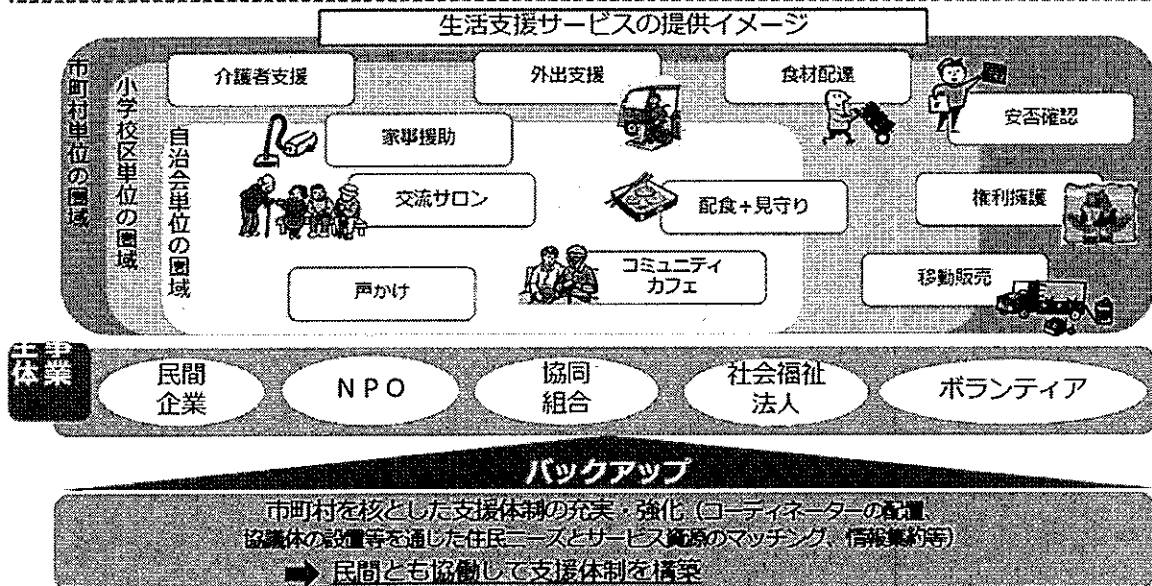 生活支援サービスの提供イメージ
市町村単位の圏域
小学校区単位の圏域
自治会単位の圏域
介護者支援
外出支援
食材配達
安否確認
家事援助
交流サロン
配食+見守り
権利擁護
声かけ
コミュニティ
カフェ
移動販売
事業
主体
民間
企業
NPO
協同
組合
社会福祉
法人
ボランティア
バックアップ
市町村を核とした支援体制の充実・強化（コーディネーターの配置、
協議体の設置等を通じた住民ニーズとサービス資源のマッチング、情報集約等）
➡ 民間とも協働して支援体制を構築